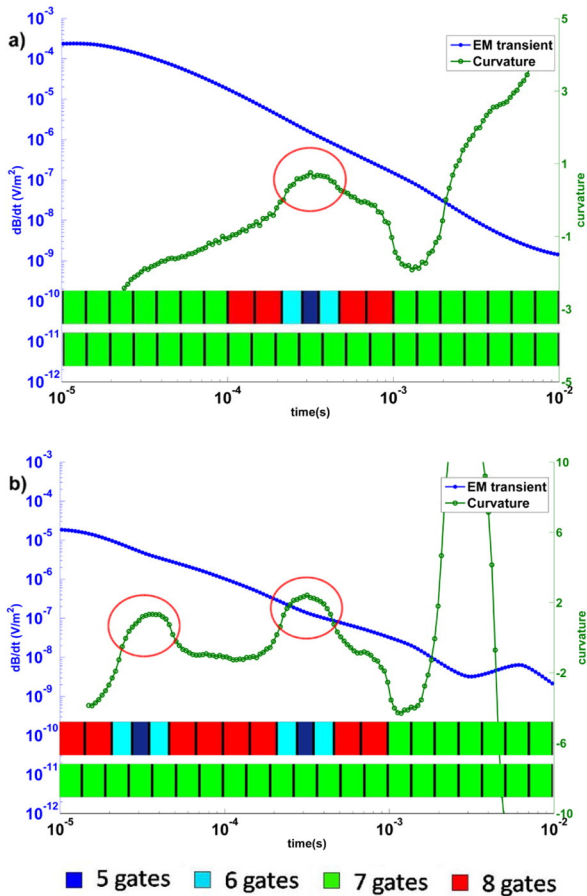 a)
EM transient
Curvature
10⁻³
10⁻⁴
10⁻⁵
10⁻⁶
10⁻⁷
10⁻⁸
10⁻⁹
10⁻¹⁰
10⁻¹¹
10⁻¹²
dB/dt (V/m²)
5
3
1
-1
-3
-5
curvature
10⁻⁵ 10⁻⁴ 10⁻³ 10⁻²
time(s)
b)
EM transient
Curvature
10⁻³
10⁻⁴
10⁻⁵
10⁻⁶
10⁻⁷
10⁻⁸
10⁻⁹
10⁻¹⁰
10⁻¹¹
10⁻¹²
dB/dt (V/m²)
10
6
2
-2
-6
-10
curvature
10⁻⁵ 10⁻⁴ 10⁻³ 10⁻²
time(s)
5 gates 6 gates 7 gates 8 gates